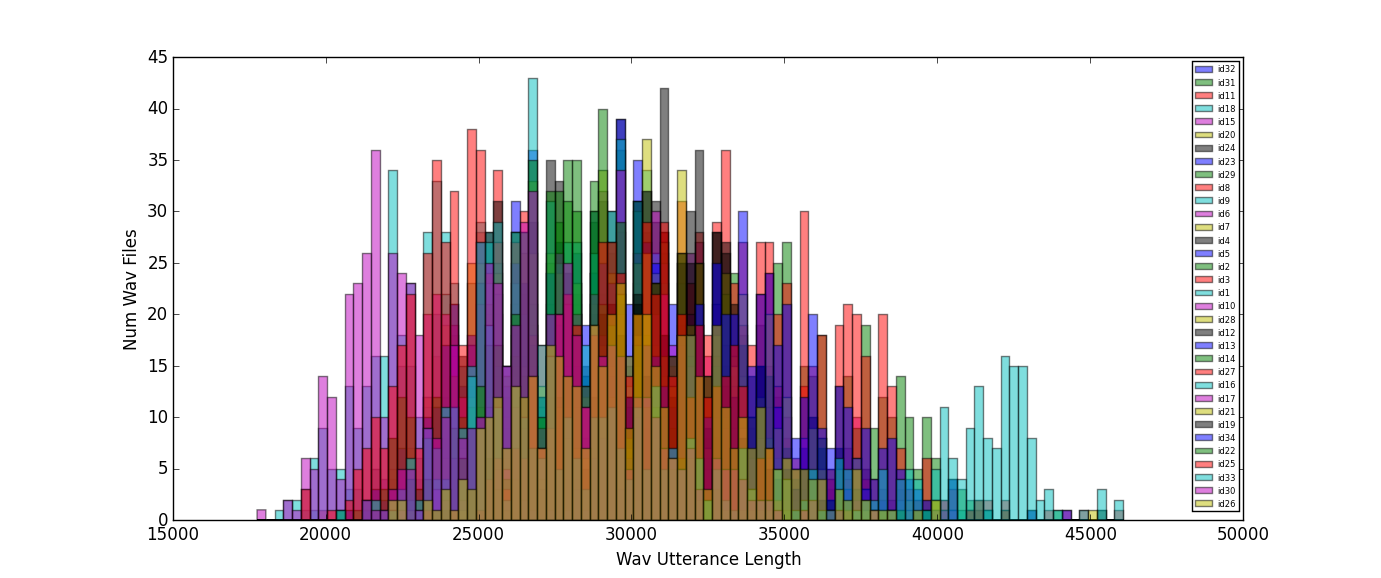 45
40
35
30
25
20
15
10
5
0
Num Wav Files
15000 20000 25000 30000 35000 40000 45000 50000
Wav Utterance Length
id32
id31
id11
id18
id15
id20
id24
id23
id29
id8
id9
id6
id7
id4
id5
id2
id3
id1
id10
id28
id12
id13
id14
id27
id16
id17
id21
id19
id34
id22
id25
id33
id30
id26